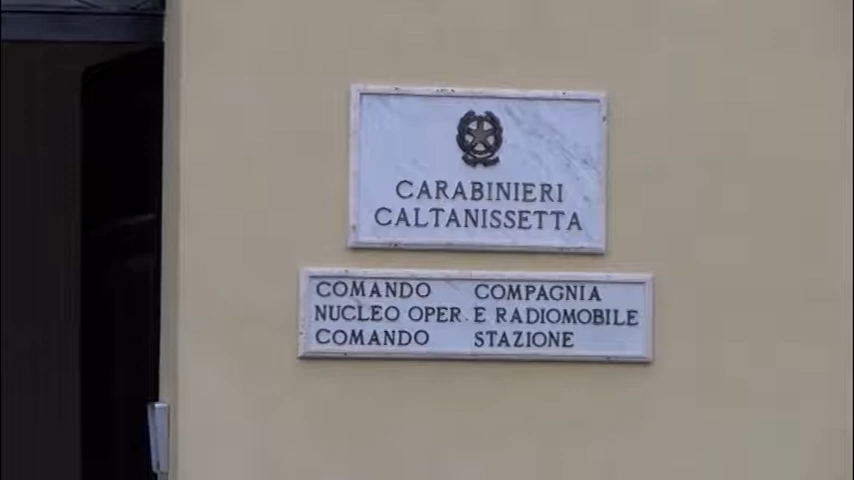 CARABINIERI
CALTANISSETTA
COMANDO COMPAGNIA
NUCLEO OPER. E RADIOMOBILE
COMANDO STAZIONE